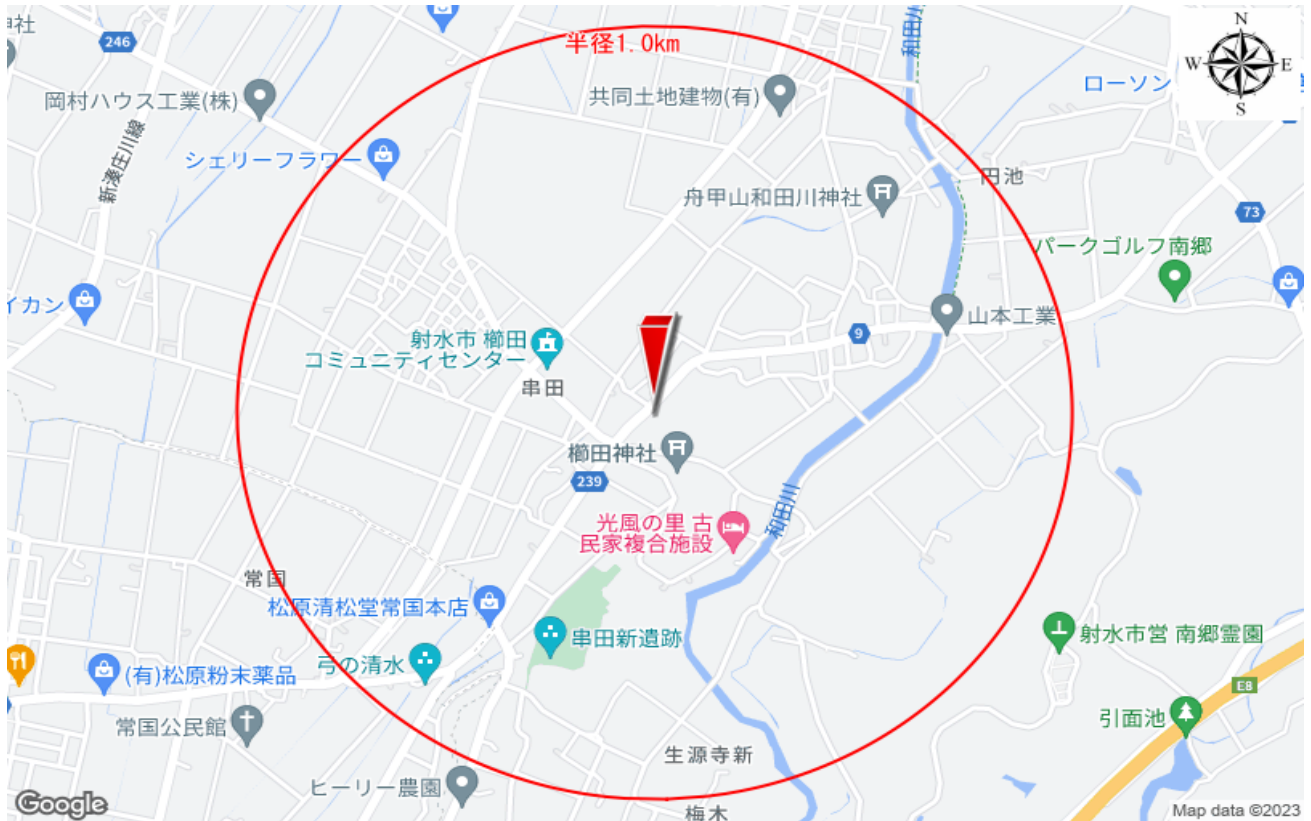 半径1.0km
N
W
E
S
神社
246
岡村ハウス工業(株)
共同土地建物(有)
和田川
ローソン
新湊庄川線
シェリーフラワー
舟甲山和田川神社
円池
73
パークゴルフ南郷
イカン
射水市 櫛田
コミュニティセンター
9
山本工業
串田
櫛田神社
239
光風の里 古
民家複合施設
和田川
常国
松原清松堂常国本店
串田新遺跡
射水市営 南郷霊園
弓の清水
(有)松原粉末薬品
E8
常国公民館
引面池
生源寺新
ヒーリー農園
梅木
Google
Map data ©2023